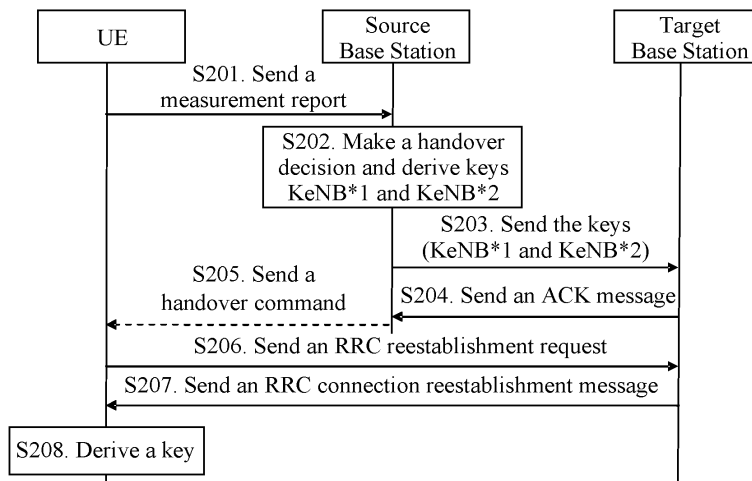 UE
Source
Base Station
Target
Base Station
S201. Send a
measurement report
S202. Make a handover
decision and derive keys
KeNB*1 and KeNB*2
S203. Send the keys
(KeNB*1 and KeNB*2)
S205. Send a
handover command
S204. Send an ACK message
S206. Send an RRC reestablishment request
S207. Send an RRC connection reestablishment message
S208. Derive a key